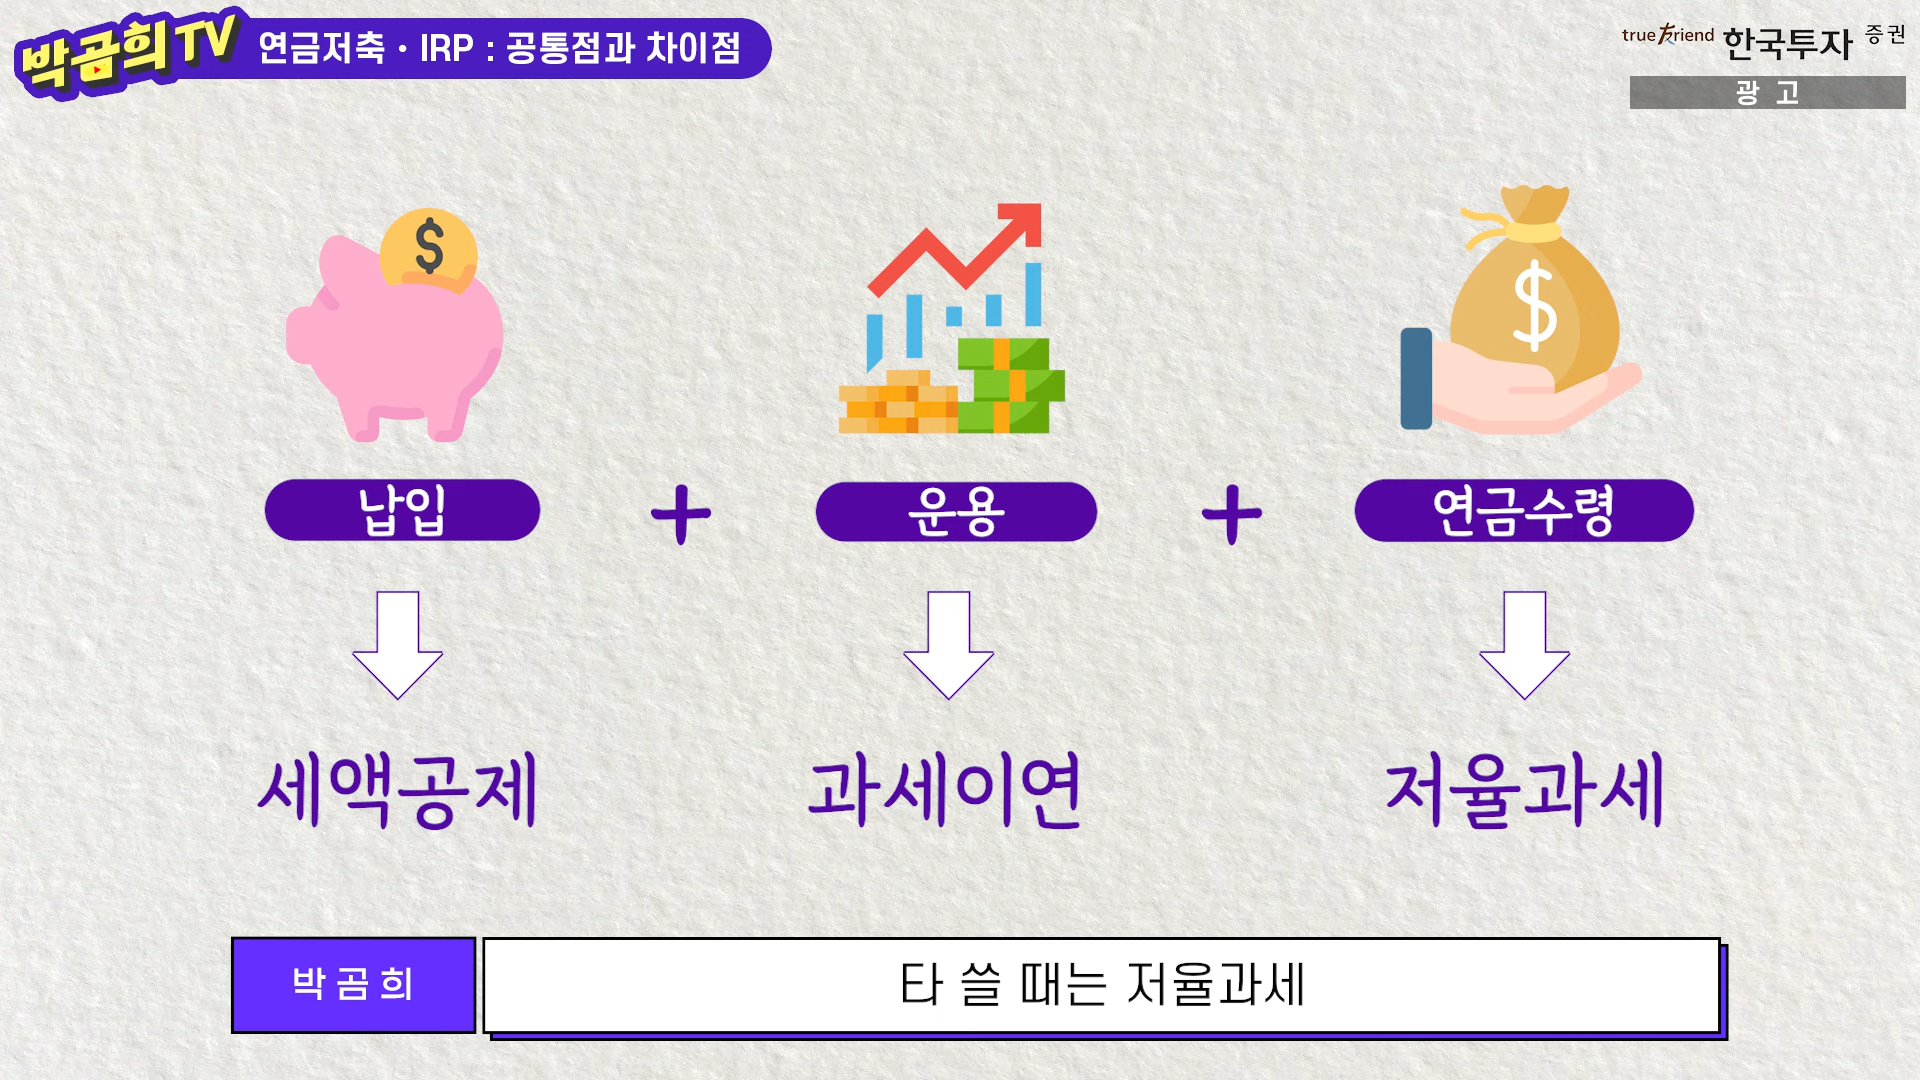 박곰희TV
연금저축·IRP : 공통점과 차이점
true friend 한국투자 증권
광고
$
$
납입 + 운용 + 연금수령
세액공제 과세이연 저율과세
박곰희
타 쓸 때는 저율과세